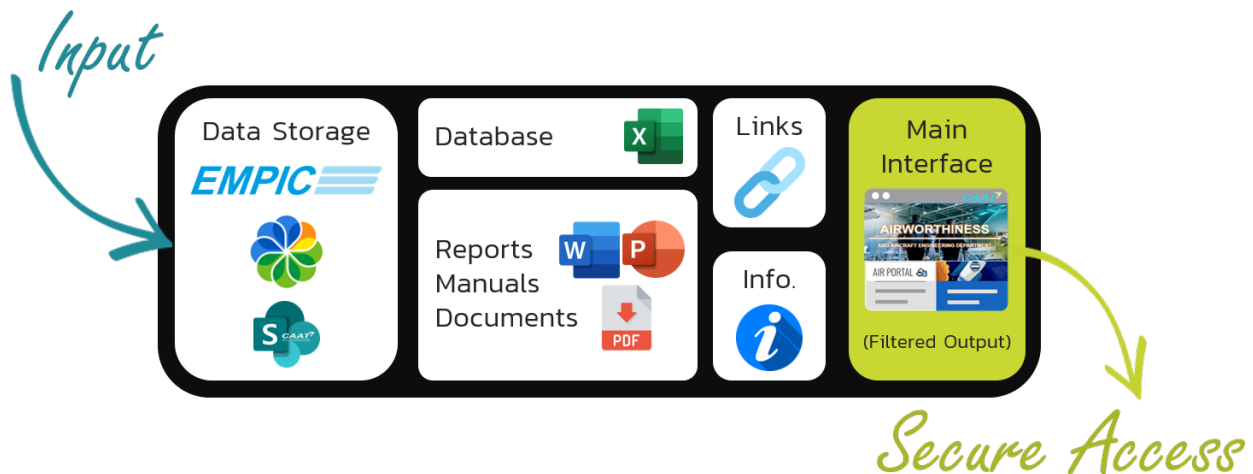 Input
Data Storage
EMPIC
S
CAAT
Database
X
Reports
Manuals
Documents
W
P
PDF
Links
Info.
i
Main
Interface
CAAT
AIRWORTHINESS
AND AIRCRAFT ENGINEERING DEPARTMENT
AIR PORTAL
(Filtered Output)
Secure Access